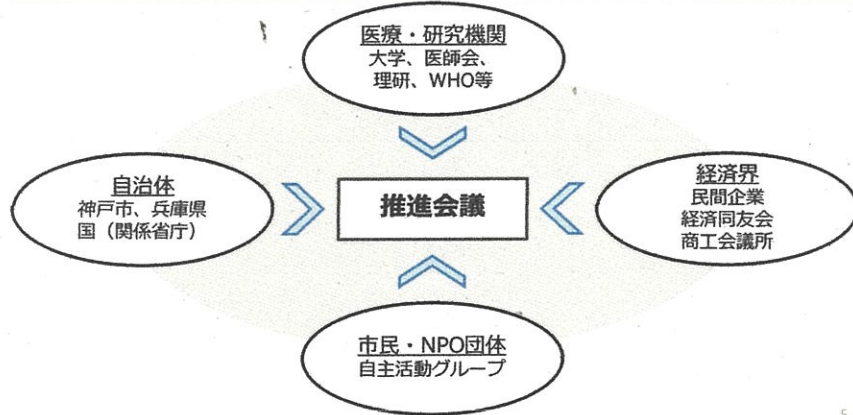 医療・研究機関
大学、医師会、
理研、WHO等
自治体
神戸市、兵庫県
国（関係省庁）
推進会議
経済界
民間企業
経済同友会
商工会議所
市民・NPO団体
自主活動グループ
5